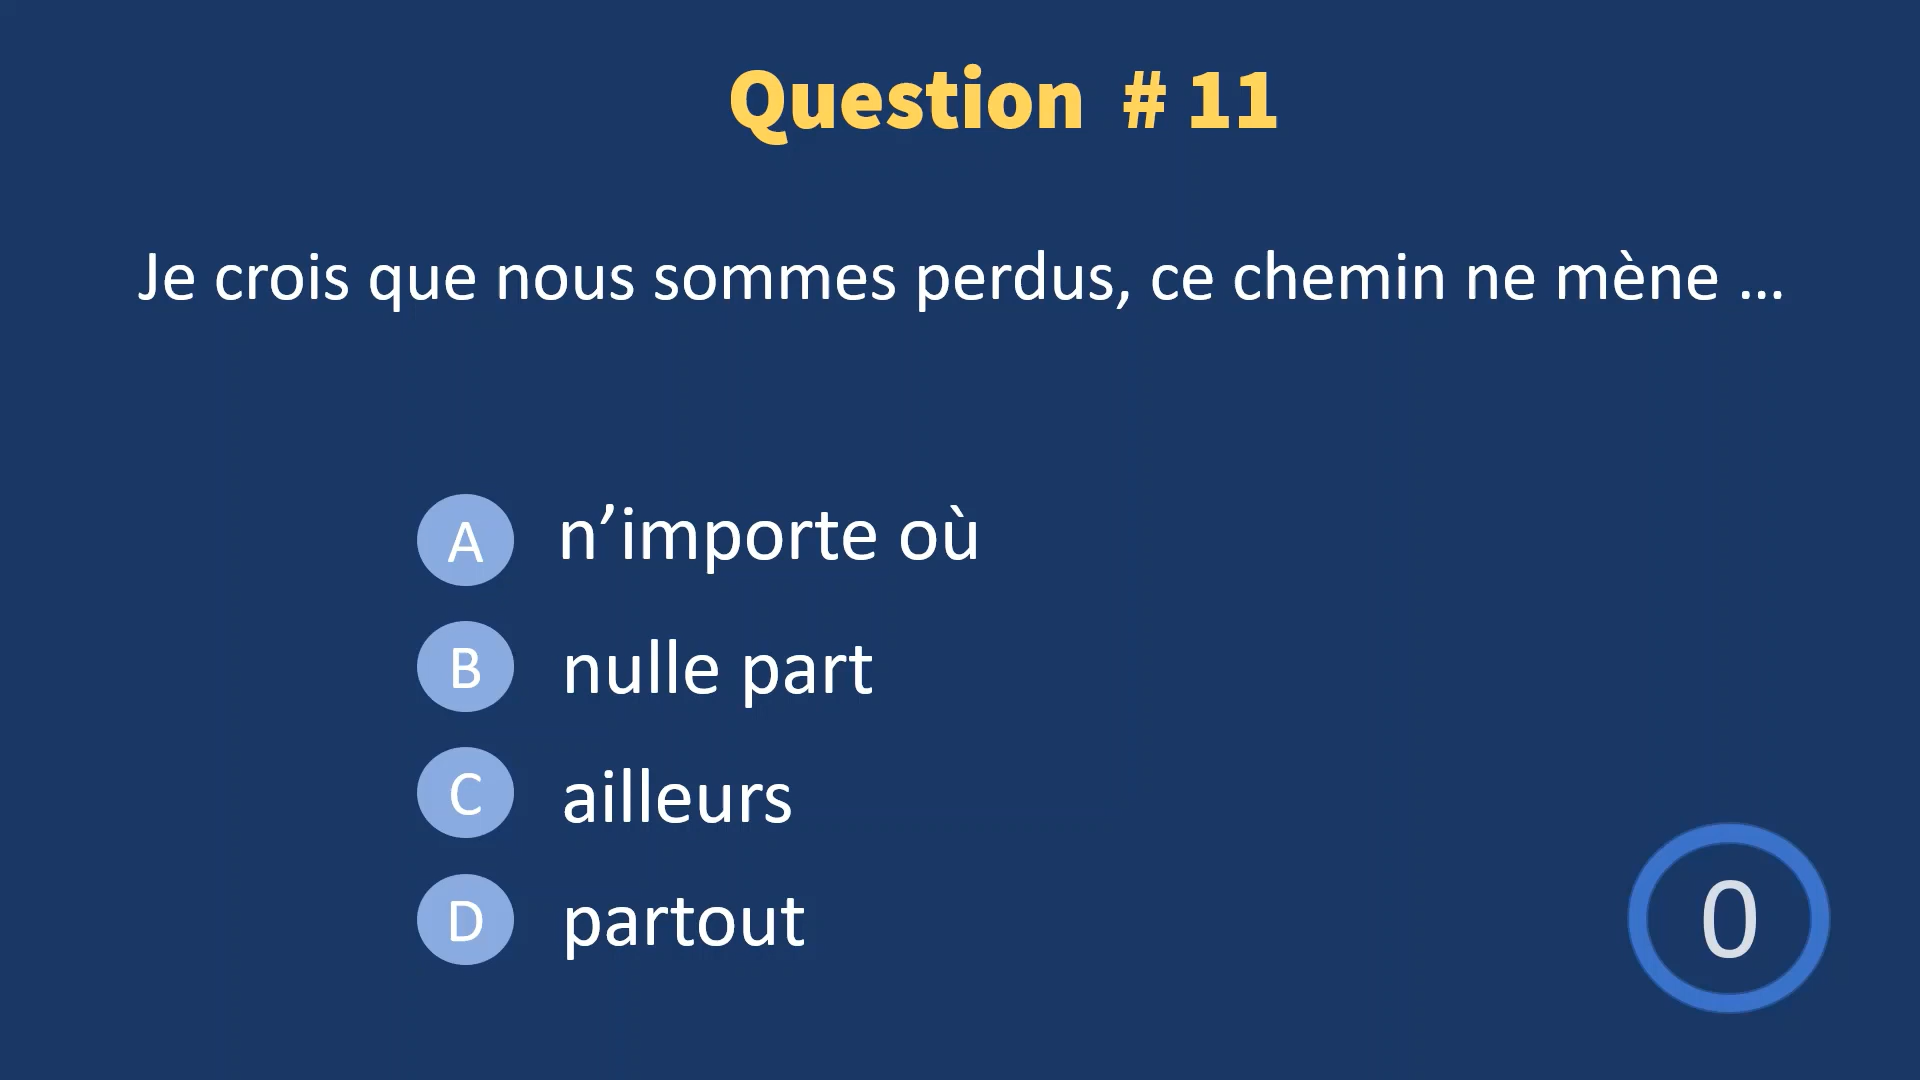 Question # 11
Je crois que nous sommes perdus, ce chemin ne mène ...
A n’importe où
B nulle part
C ailleurs
D partout
0